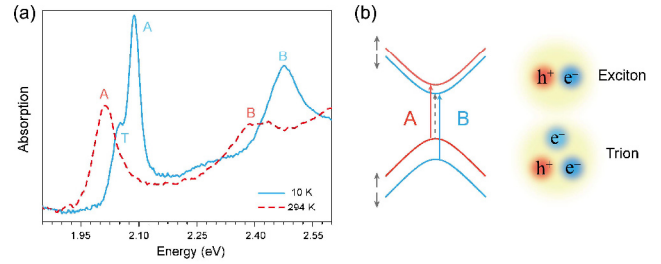 (a)
A
B
A
B
T
10 K
294 K
Absorption
1.95
2.10
2.25
2.40
2.55
Energy (eV)
(b)
A
B
h⁺ e⁻
Exciton
e⁻
h⁺ e⁻
Trion